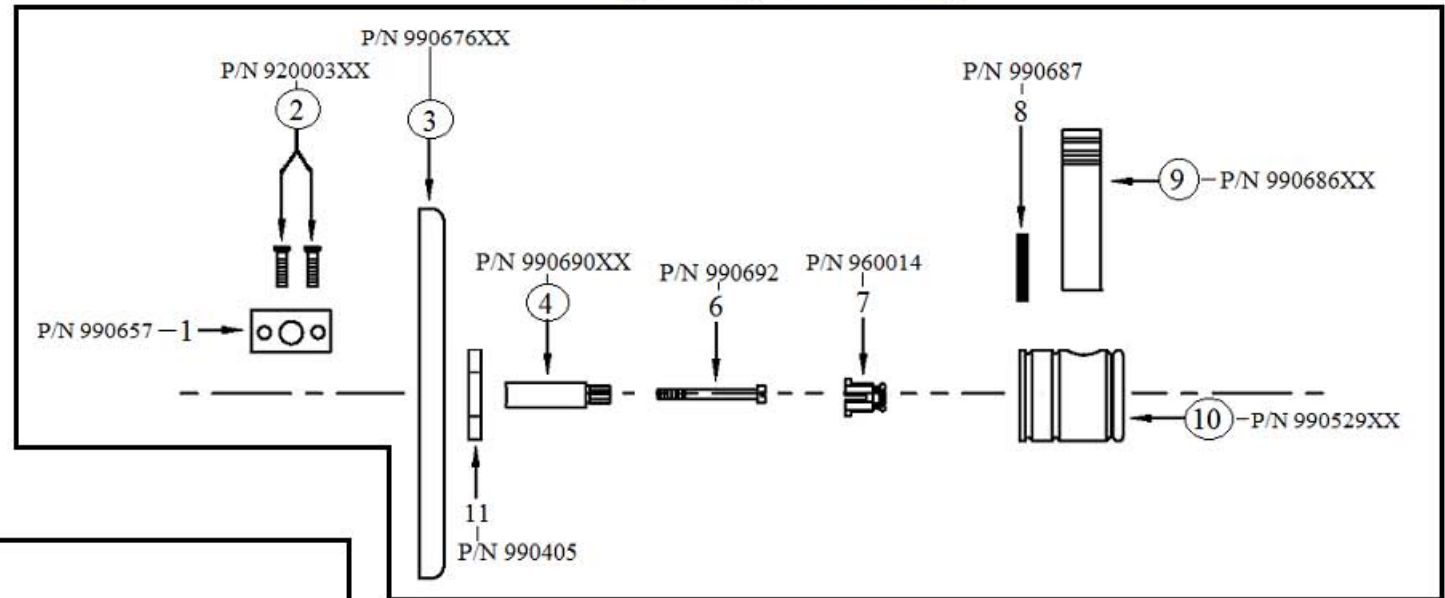 P/N 990676XX
P/N 920003XX
P/N 990687
2
3
8
9 – P/N 990686XX
P/N 990690XX
P/N 990692
P/N 960014
4
6
7
P/N 990657 – 1
10 – P/N 990529XX
11
P/N 990405